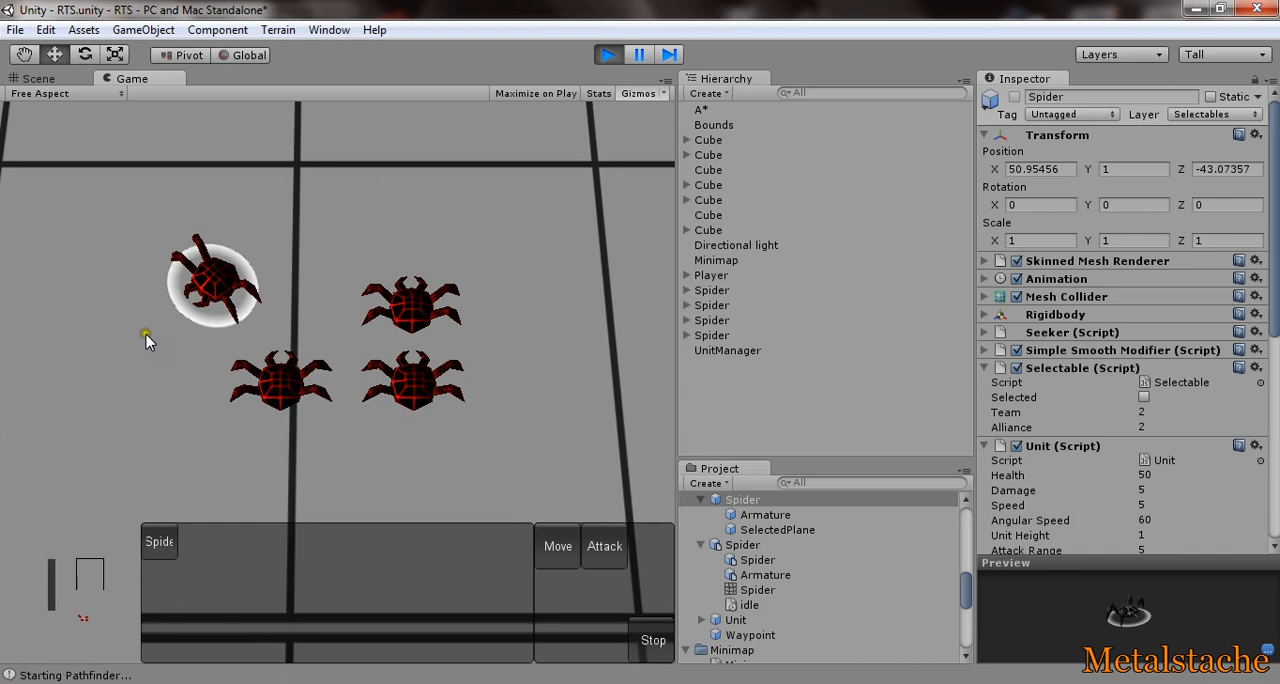 Unity - RTS.unity - RTS - PC and Mac Standalone*
File Edit Assets GameObject Component Terrain Window Help
Pivot Global Layers Tall
Scene Game
Free Aspect Maximize on Play Stats Gizmos
Spide
Move Attack
Stop
Starting Pathfinder...
Hierarchy
Create All
A*
Bounds
Cube
Cube
Cube
Cube
Cube
Cube
Cube
Directional light
Minimap
Player
Spider
Spider
Spider
Spider
UnitManager
Project
Create All
Spider
Armature
SelectedPlane
Spider
Spider
Armature
Spider
idle
Unit
Waypoint
Minimap
Inspector
Spider Static
Tag Untagged Layer Selectables
Transform
Position
X 50.95456 Y 1 Z -43.07357
Rotation
X 0 Y 0 Z 0
Scale
X 1 Y 1 Z 1
Skinned Mesh Renderer
Animation
Mesh Collider
Rigidbody
Seeker (Script)
Simple Smooth Modifier (Script)
Selectable (Script)
Script Selectable
Selected
Team 2
Alliance 2
Unit (Script)
Script Unit
Health 50
Damage 5
Speed 5
Angular Speed 60
Unit Height 1
Attack Range 5
Preview
Metalstache